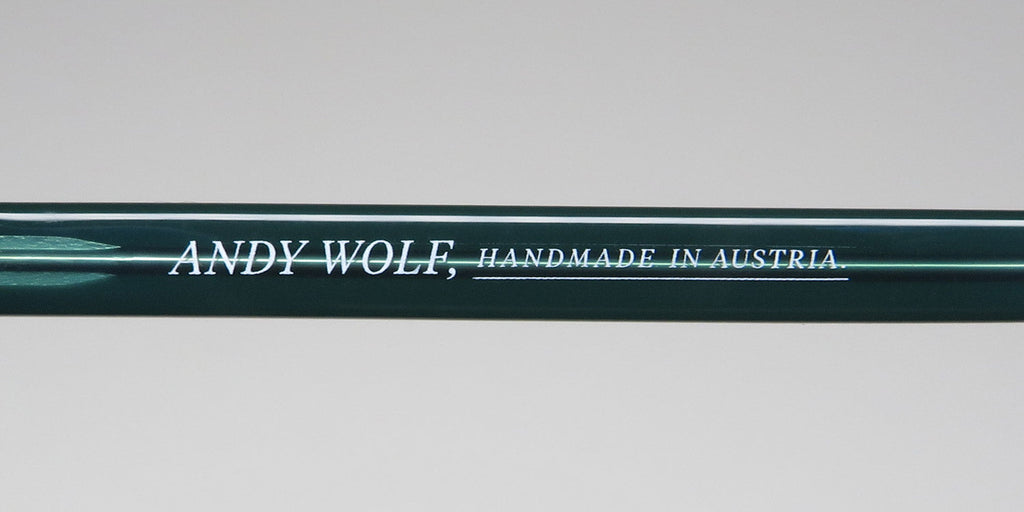 ANDY WOLF, HANDMADE IN AUSTRIA.